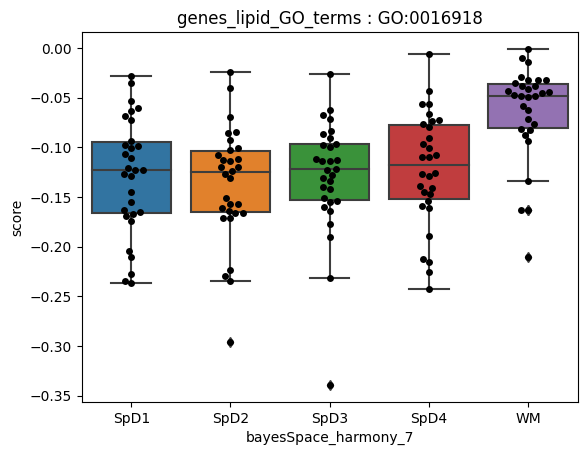 genes_lipid_GO_terms : GO:0016918
0.00
−0.05
−0.10
−0.15
−0.20
−0.25
−0.30
−0.35
score
SpD1 SpD2 SpD3 SpD4 WM
bayesSpace_harmony_7